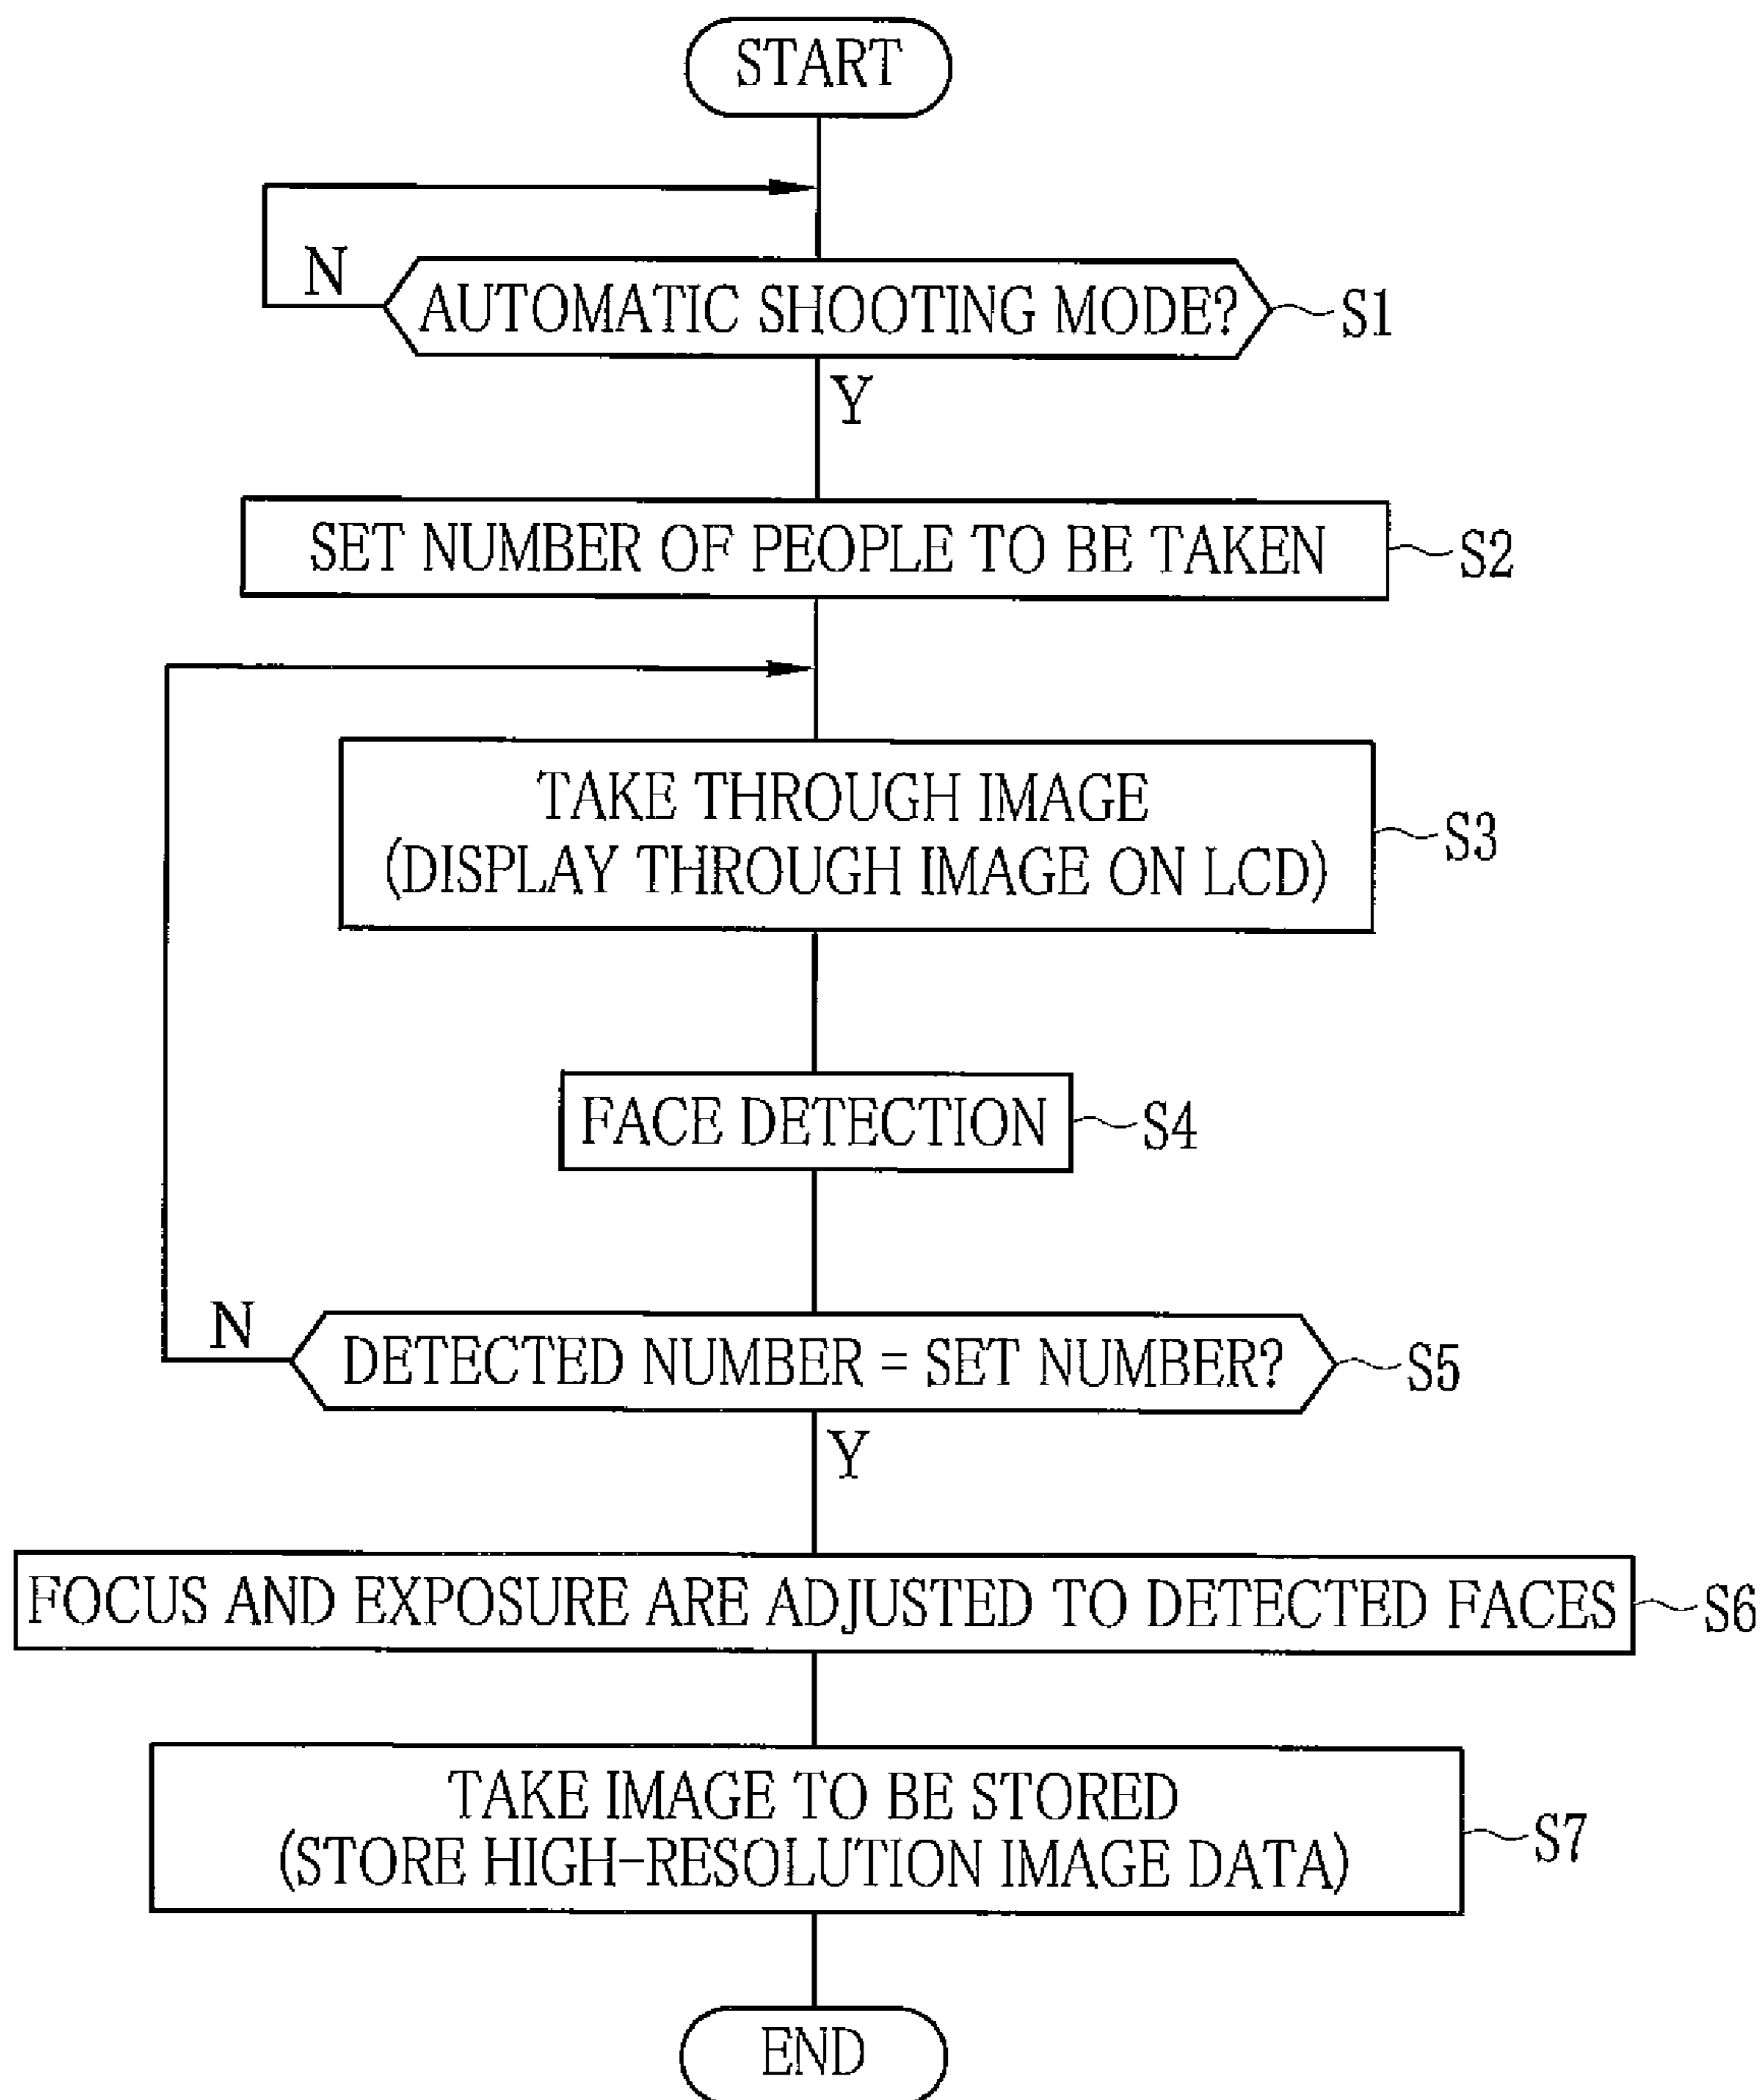 START
N
AUTOMATIC SHOOTING MODE? S1
Y
SET NUMBER OF PEOPLE TO BE TAKEN S2
TAKE THROUGH IMAGE
(DISPLAY THROUGH IMAGE ON LCD) S3
FACE DETECTION S4
N
DETECTED NUMBER = SET NUMBER? S5
Y
FOCUS AND EXPOSURE ARE ADJUSTED TO DETECTED FACES S6
TAKE IMAGE TO BE STORED
(STORE HIGH-RESOLUTION IMAGE DATA) S7
END